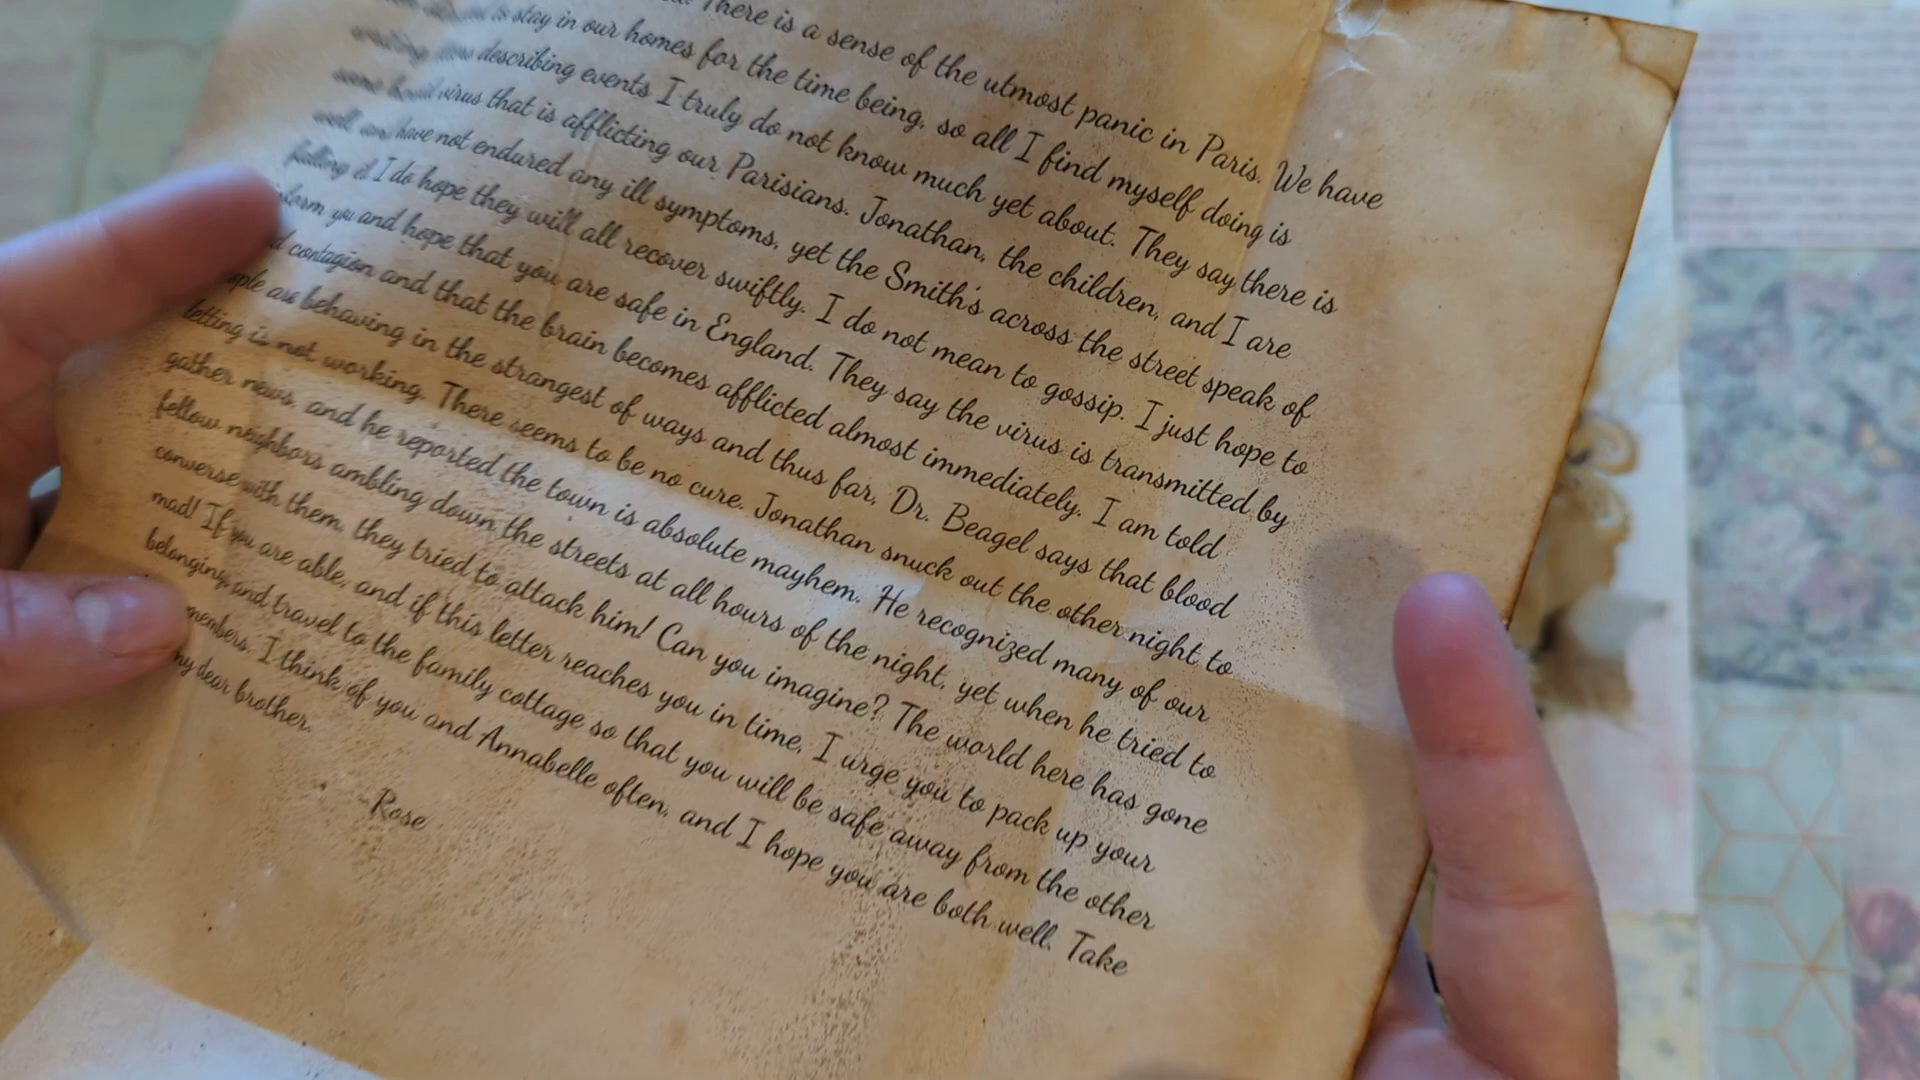 There is a sense of the utmost panic in Paris. We have
to stay in our homes for the time being, so all I find myself doing is
describing events I truly do not know much yet about. They say there is
some virus that is afflicting our Parisians. Jonathan, the children, and I are
well and have not endured any ill symptoms, yet the Smith's across the street speak of
falling it. I do hope they will all recover swiftly. I do not mean to gossip. I just hope to
inform you and hope that you are safe in England. They say the virus is transmitted by
contagion and that the brain becomes afflicted almost immediately. I am told
are behaving in the strangest of ways and thus far, Dr. Beagel says that blood
letting is not working. There seems to be no cure. Jonathan snuck out the other night to
gather news, and he reported the town is absolute mayhem. He recognized many of our
fellow neighbors ambling down the streets at all hours of the night, yet when he tried to
converse with them, they tried to attack him! Can you imagine? The world here has gone
mad! If you are able, and if this letter reaches you in time, I urge you to pack up your
belongings and travel to the family cottage so that you will be safe away from the other
members. I think of you and Annabelle often, and I hope you are both well. Take
my dear brother.
Rose